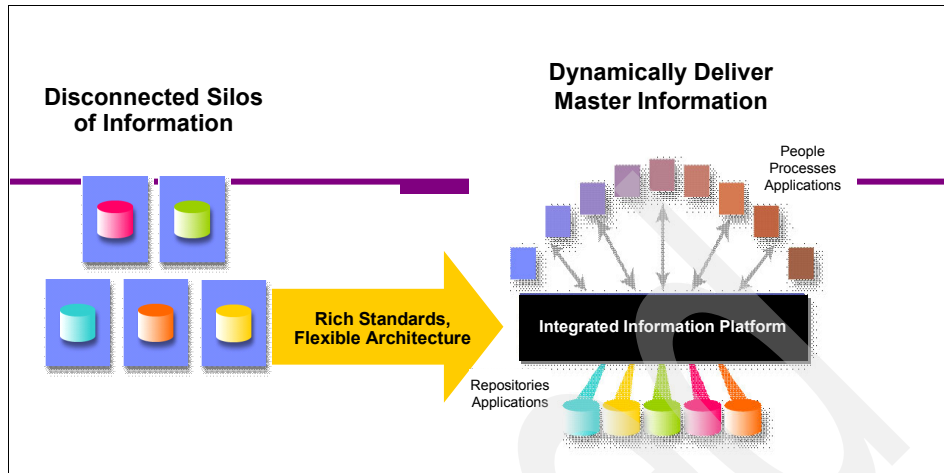 Disconnected Silos
of Information
Dynamically Deliver
Master Information
People
Processes
Applications
Rich Standards,
Flexible Architecture
Integrated Information Platform
Repositories
Applications